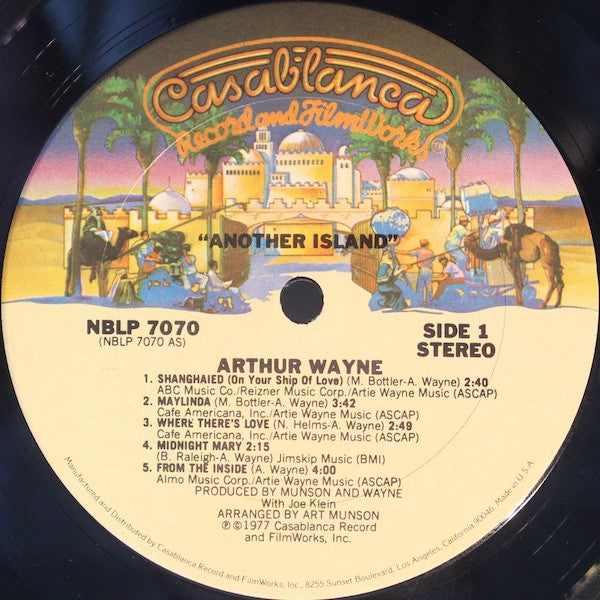 Casablanca
Record and FilmWorks™
"ANOTHER ISLAND"
NBLP 7070
(NBLP 7070 AS)
SIDE 1
STEREO
ARTHUR WAYNE
1. SHANGHAIED (On Your Ship Of Love) (M. Bottler-A. Wayne) 2:40
ABC Music Co./Reizner Music Corp./Artie Wayne Music (ASCAP)
2. MAYLINDA (M. Bottler-A. Wayne) 3:42
Cafe Americana, Inc./Artie Wayne Music (ASCAP)
3. WHERE THERE'S LOVE (N. Helms-A. Wayne) 2:49
Cafe Americana, Inc./Artie Wayne Music (ASCAP)
4. MIDNIGHT MARY 2:15
(B. Raleigh-A. Wayne) Jimskip Music (BMI)
5. FROM THE INSIDE (A. Wayne) 4:00
Almo Music Corp./Artie Wayne Music (ASCAP)
PRODUCED BY MUNSON AND WAYNE
With Joe Klein
ARRANGED BY ART MUNSON
℗©1977 Casablanca Record
and FilmWorks, Inc.
Manufactured and Distributed by Casablanca Record and FilmWorks, Inc., 8255 Sunset Boulevard, Los Angeles, California 90046. Made in U.S.A.